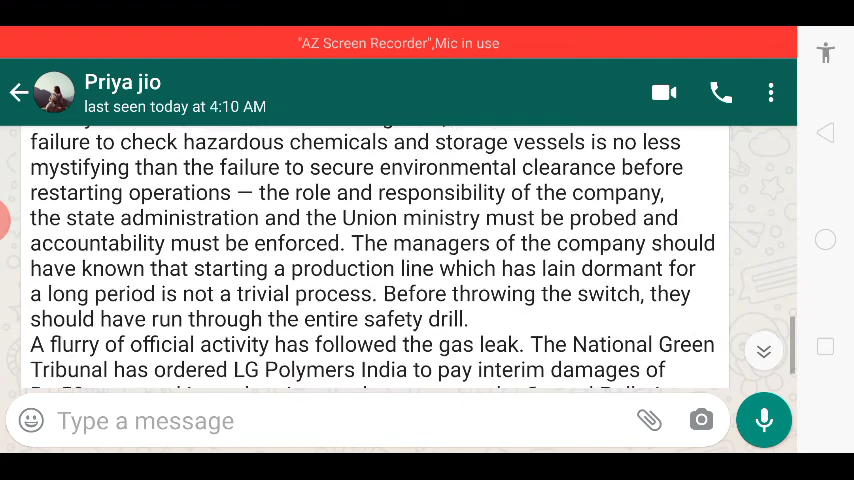 "AZ Screen Recorder",Mic in use
Priya jio
last seen today at 4:10 AM
failure to check hazardous chemicals and storage vessels is no less
mystifying than the failure to secure environmental clearance before
restarting operations — the role and responsibility of the company,
the state administration and the Union ministry must be probed and
accountability must be enforced. The managers of the company should
have known that starting a production line which has lain dormant for
a long period is not a trivial process. Before throwing the switch, they
should have run through the entire safety drill.
A flurry of official activity has followed the gas leak. The National Green
Tribunal has ordered LG Polymers India to pay interim damages of
Type a message